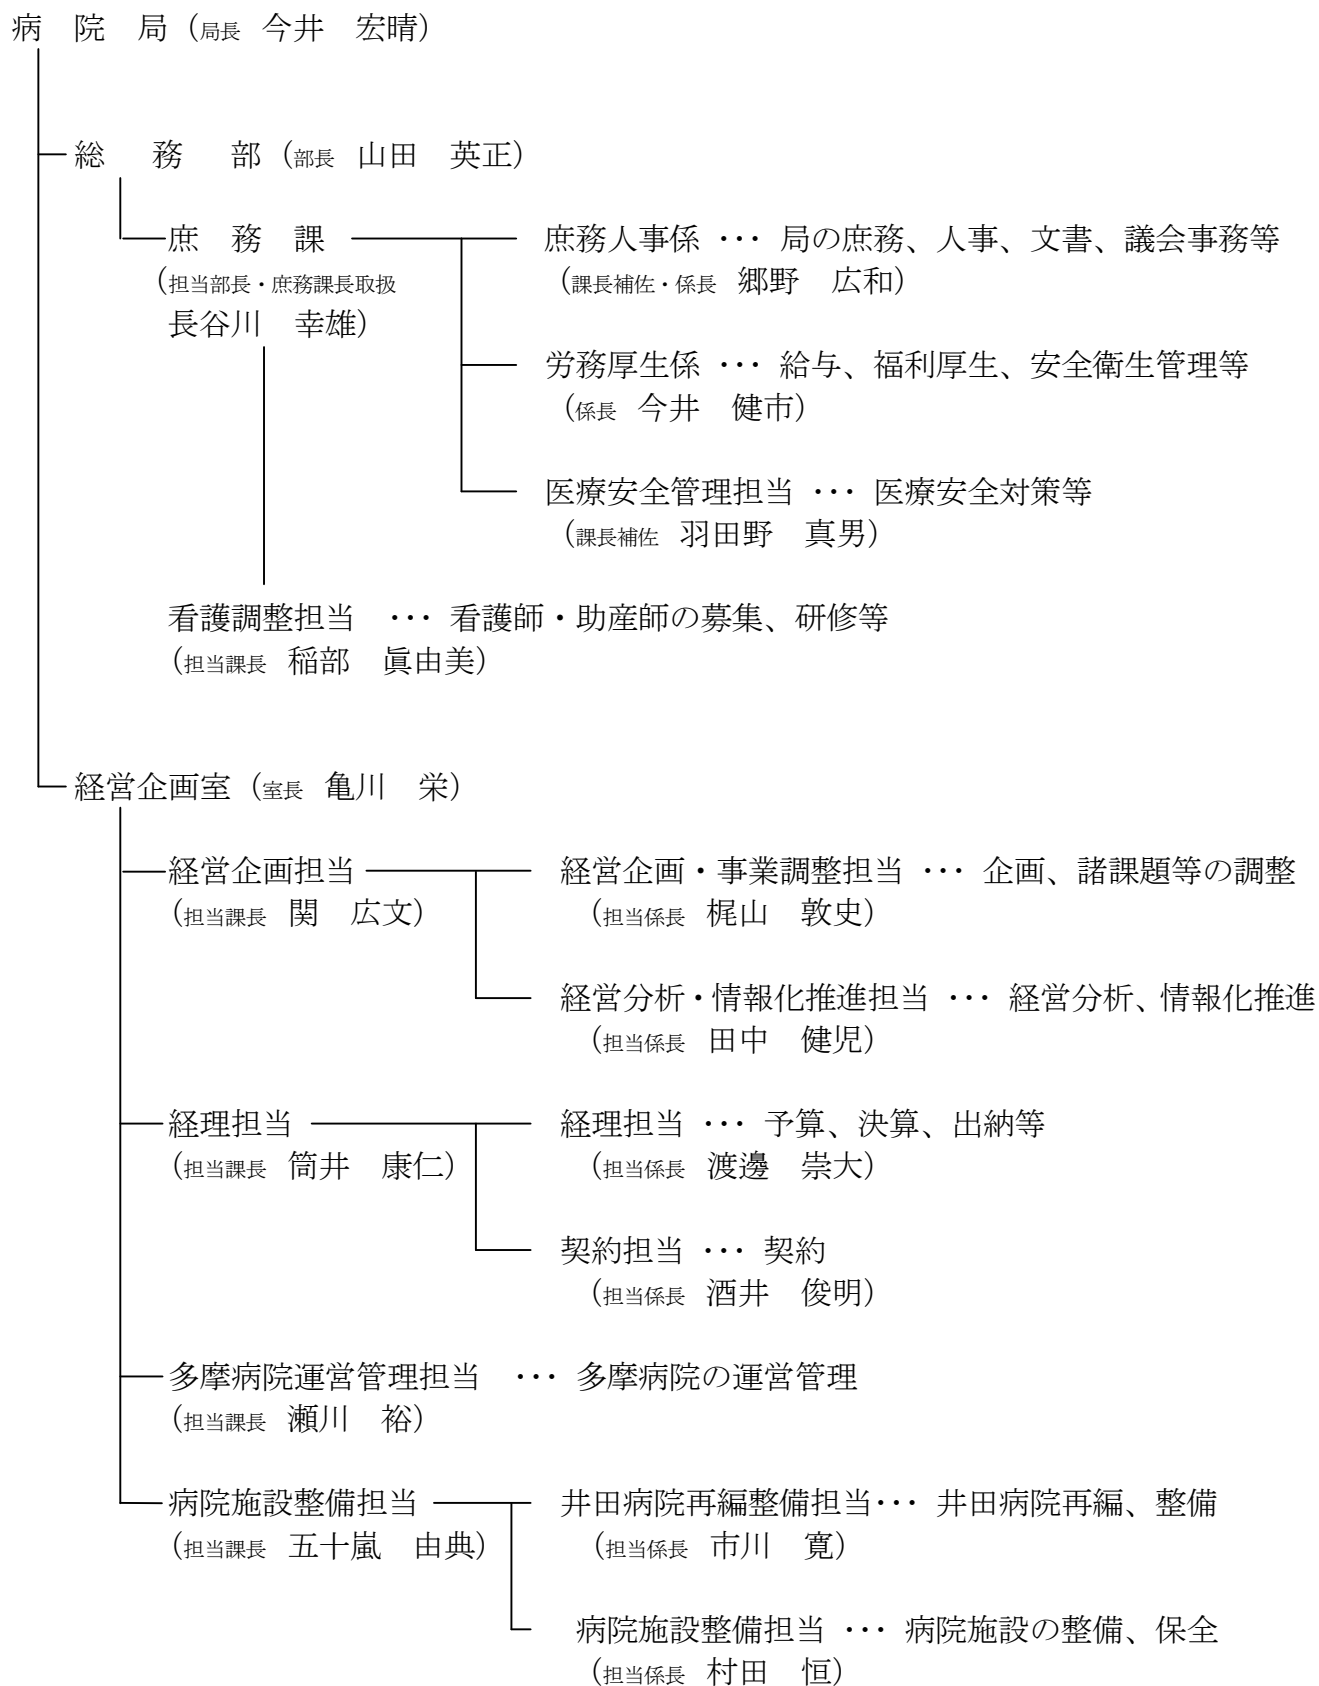 病　院　局（局長 今井　宏晴）
総　務　部（部長 山田　英正）
庶　務　課　庶務人事係 ･･･ 局の庶務、人事、文書、議会事務等
（担当部長・庶務課長取扱　（課長補佐・係長 郷野　広和）
長谷川　幸雄）
労務厚生係 ･･･ 給与、福利厚生、安全衛生管理等
（係長 今井　健市）
医療安全管理担当 ･･･ 医療安全対策等
（課長補佐 羽田野　真男）
看護調整担当　･･･ 看護師・助産師の募集、研修等
（担当課長 稲部　眞由美）
経営企画室（室長 亀川　栄）
経営企画担当　経営企画・事業調整担当 ･･･ 企画、諸課題等の調整
（担当課長 関　広文）　（担当係長 梶山　敦史）
経営分析・情報化推進担当 ･･･ 経営分析、情報化推進
（担当係長 田中　健児）
経理担当　経理担当 ･･･ 予算、決算、出納等
（担当課長 筒井　康仁）　（担当係長 渡邊　崇大）
契約担当 ･･･ 契約
（担当係長 酒井　俊明）
多摩病院運営管理担当　･･･ 多摩病院の運営管理
（担当課長 瀬川　裕）
病院施設整備担当　井田病院再編整備担当･･･ 井田病院再編、整備
（担当課長 五十嵐　由典）　（担当係長 市川　寛）
病院施設整備担当 ･･･ 病院施設の整備、保全
（担当係長 村田　恒）